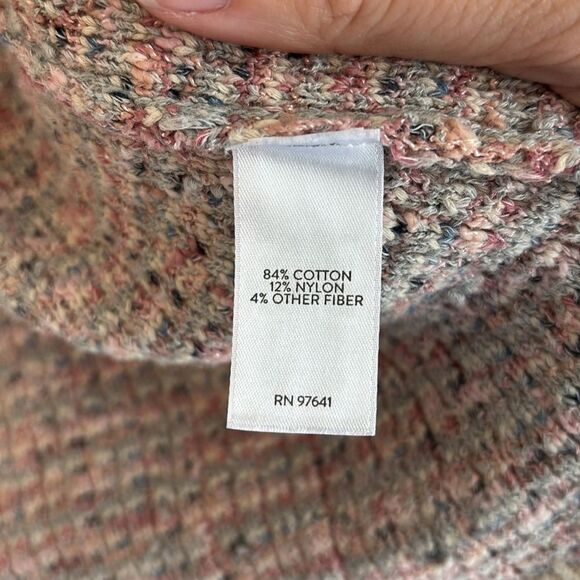 84% COTTON
12% NYLON
4% OTHER FIBER
RN 97641